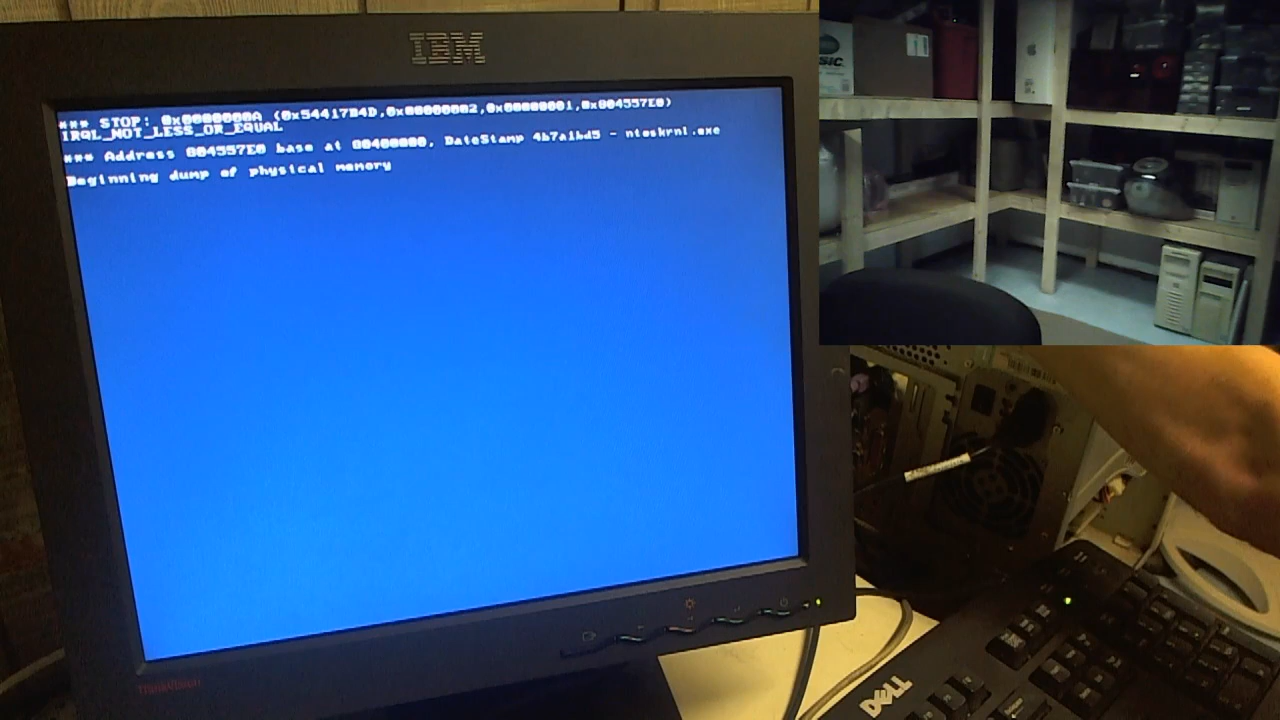 IBM
*** STOP: 0x0000000A (0x54417B4D,0x00000002,0x00000001,0x804557E0)
IRQL_NOT_LESS_OR_EQUAL
*** Address 804557E0 base at 80400000, DateStamp 4b7a1bd5 - ntoskrnl.exe
Beginning dump of physical memory
ThinkVision
DELL